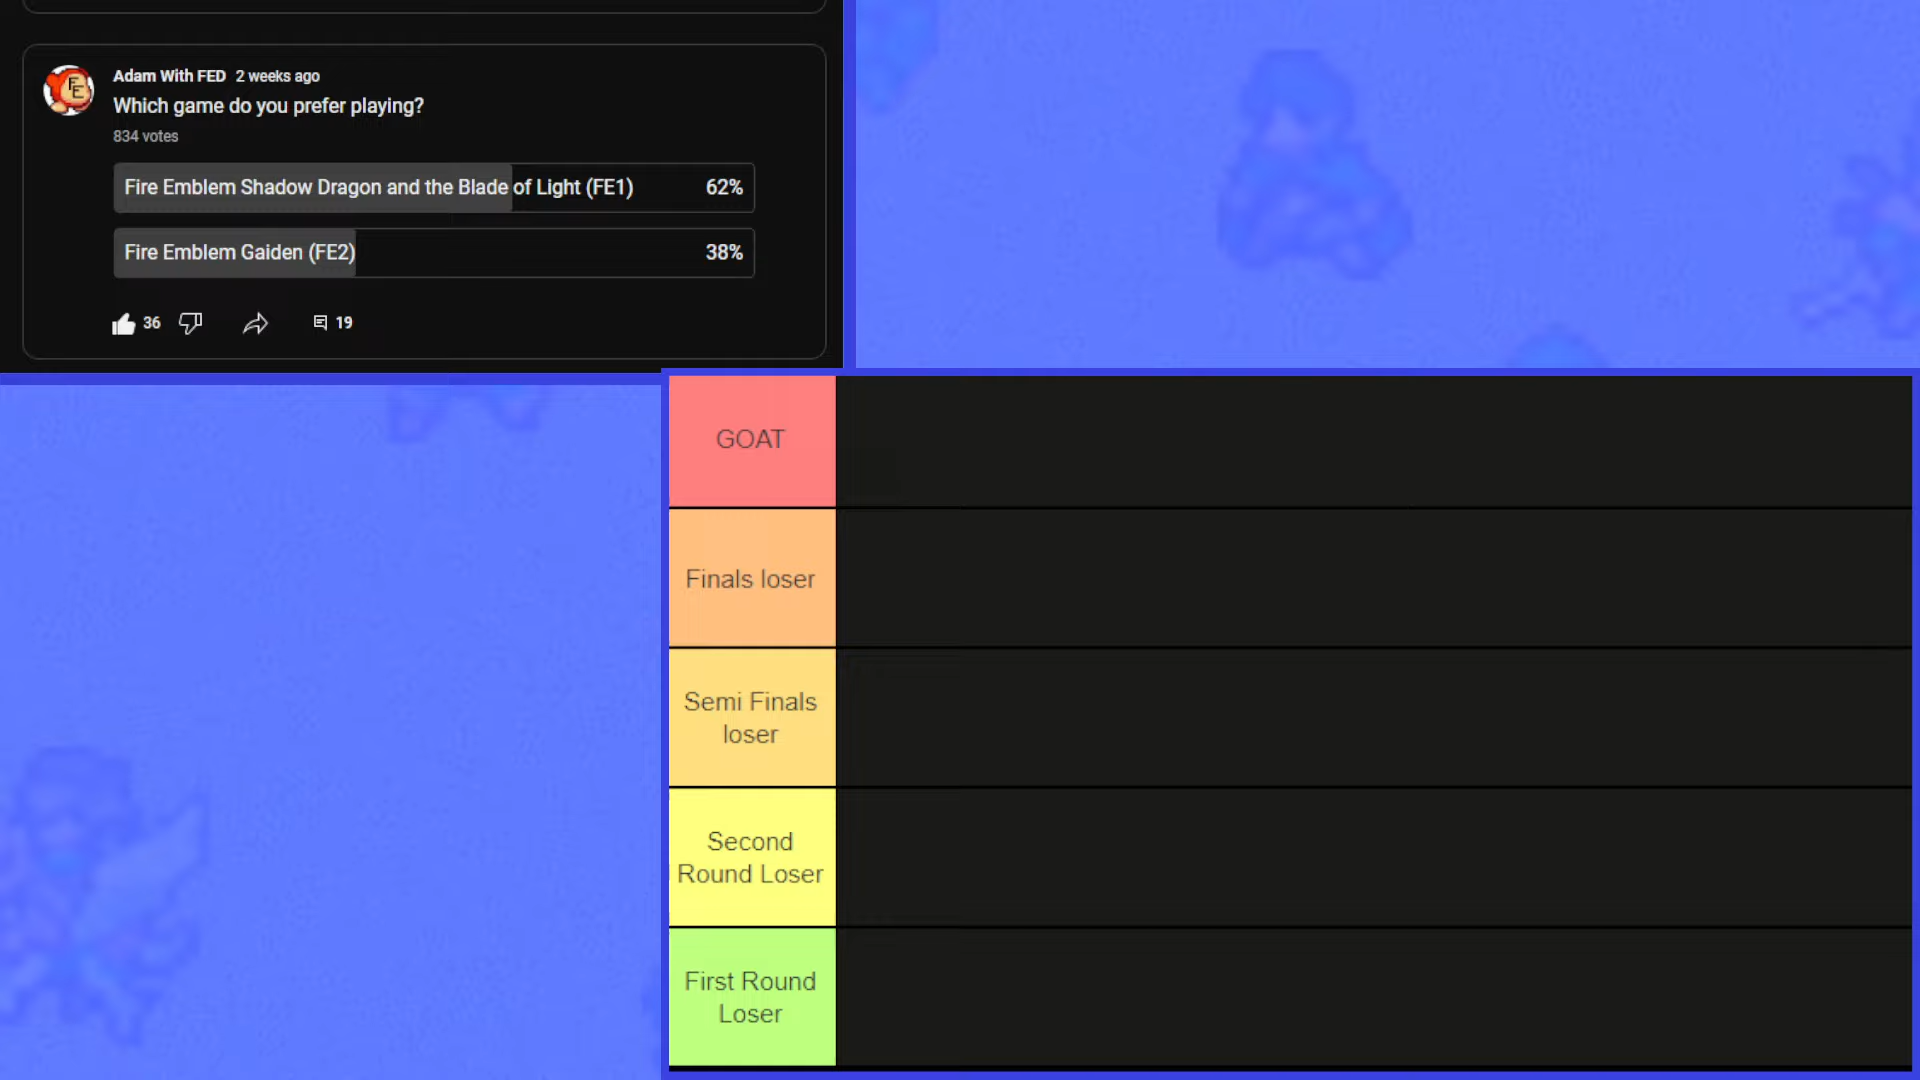 Adam With FED 2 weeks ago
Which game do you prefer playing?
834 votes
Fire Emblem Shadow Dragon and the Blade of Light (FE1) 62%
Fire Emblem Gaiden (FE2) 38%
36 19
GOAT
Finals loser
Semi Finals
loser
Second
Round Loser
First Round
Loser